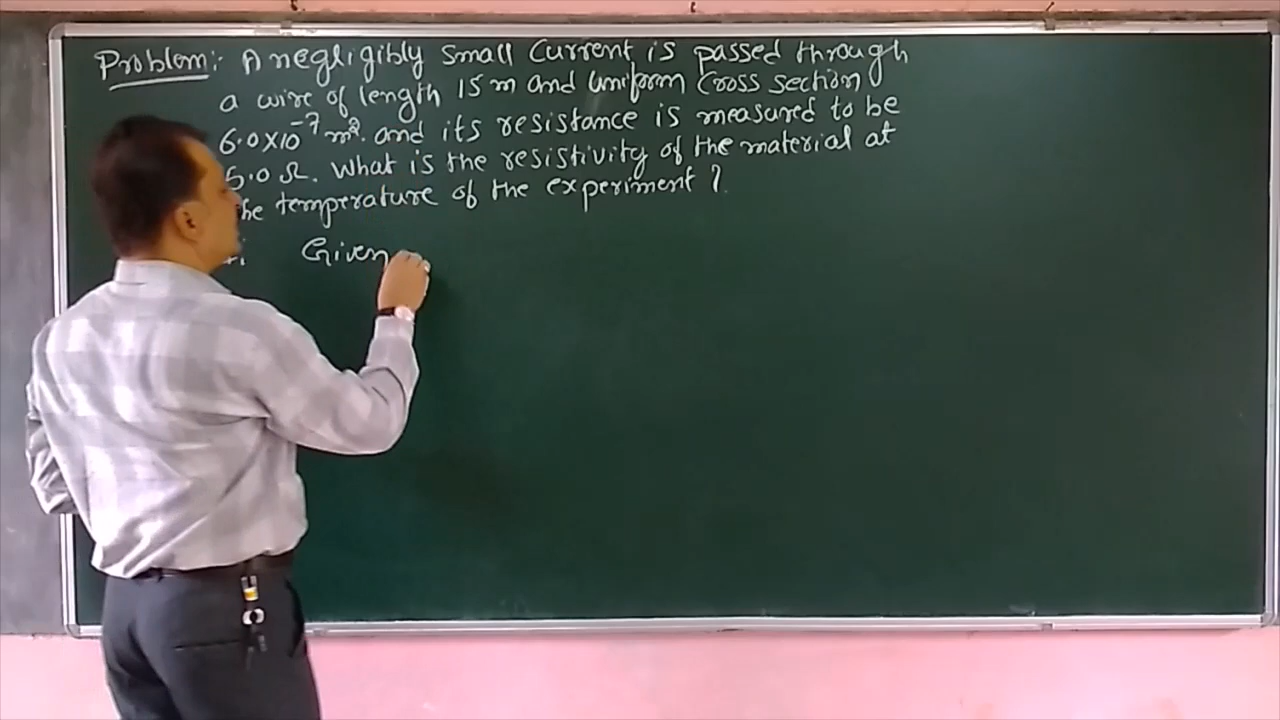 Problem:- A negligibly small current is passed through
a wire of length 15 m and uniform cross section
6.0×10⁻⁷ m². and its resistance is measured to be
5.0 Ω. What is the resistivity of the material at
the temperature of the experiment ?
Given